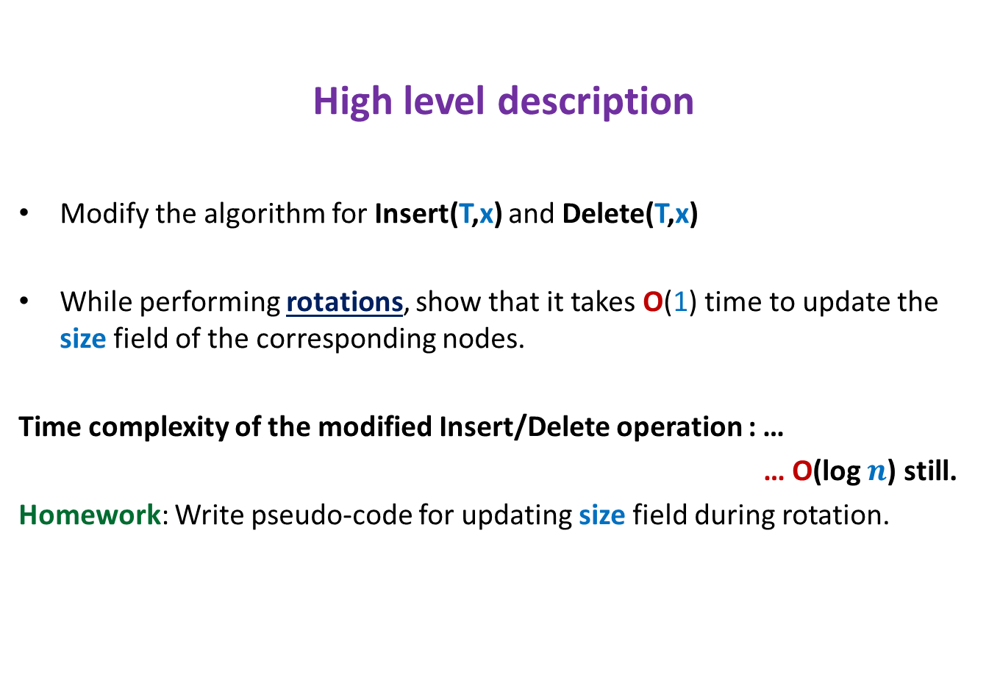 High level description
• Modify the algorithm for Insert(T,x) and Delete(T,x)
• While performing rotations, show that it takes O(1) time to update the
size field of the corresponding nodes.
Time complexity of the modified Insert/Delete operation : …
… O(log 𝒏) still.
Homework: Write pseudo-code for updating size field during rotation.